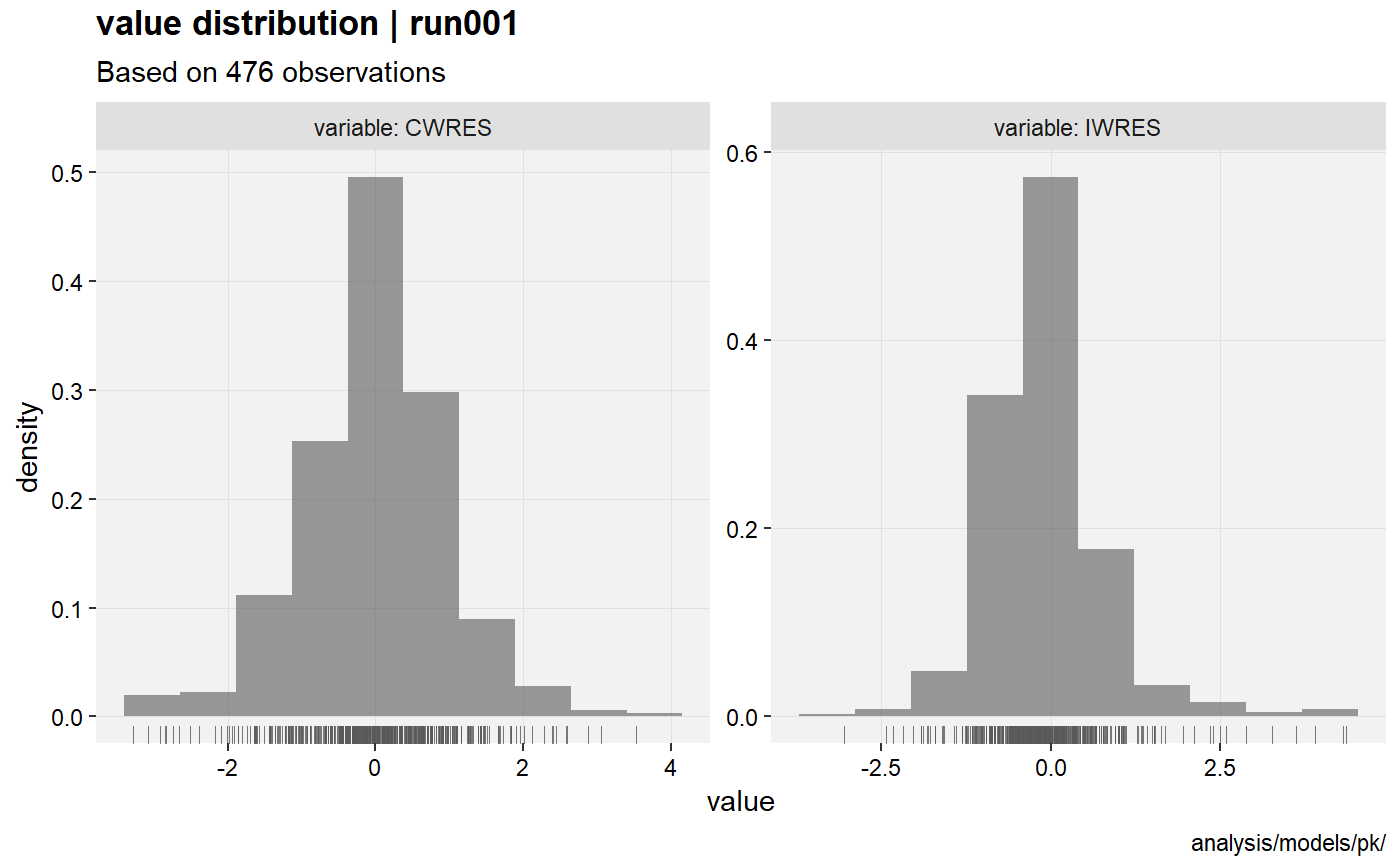 value distribution | run001
Based on 476 observations
variable: CWRES
variable: IWRES
density
0.5
0.4
0.3
0.2
0.1
0.0
-2
0
2
4
0.6
0.4
0.2
0.0
-2.5
0.0
2.5
value
analysis/models/pk/